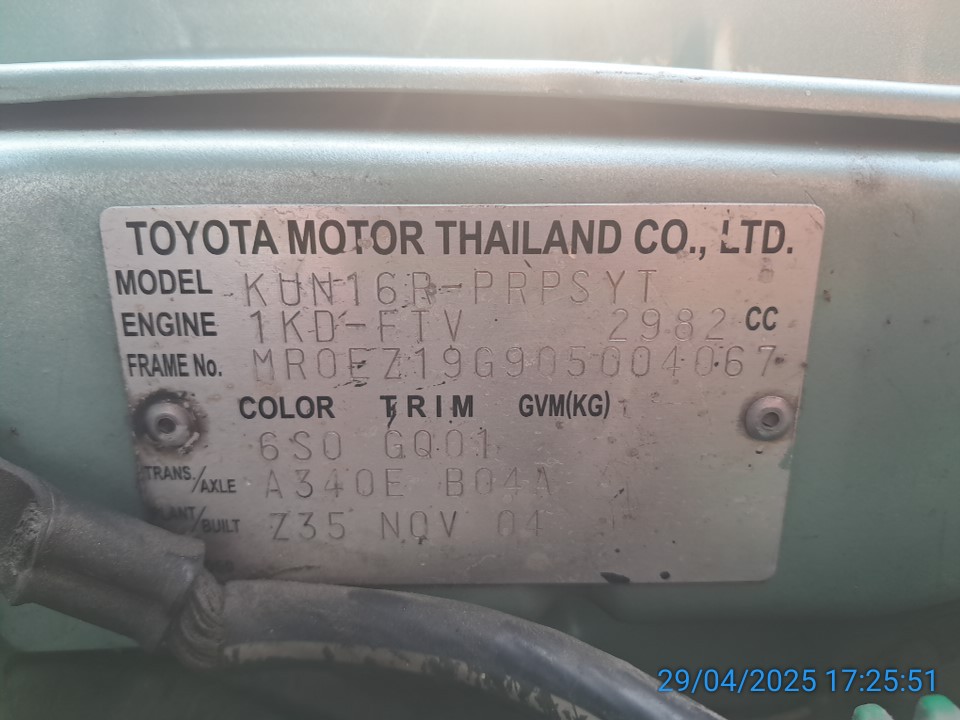 TOYOTA MOTOR THAILAND CO., LTD.
MODEL KUN16R-PRPSYT
ENGINE 1KD-FTV 2982 CC
FRAME No. MR0EZ19G905004067
COLOR TRIM GVM(KG)
6S0 GQ01
TRANS./AXLE A340E B04A
PLANT/BUILT Z35 NOV 04
29/04/2025 17:25:51